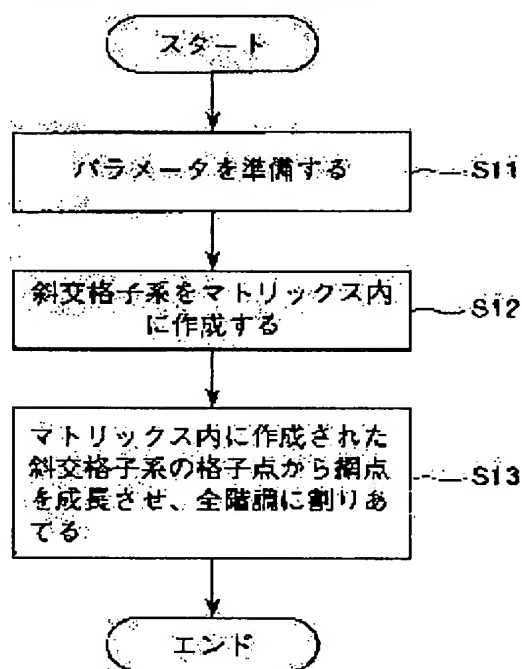 スタート
パラメータを準備する
S11
斜交格子系をマトリックス内
に作成する
S12
マトリックス内に作成された
斜交格子系の格子点から網点
を成長させ、全階調に割りあ
てる
S13
エンド